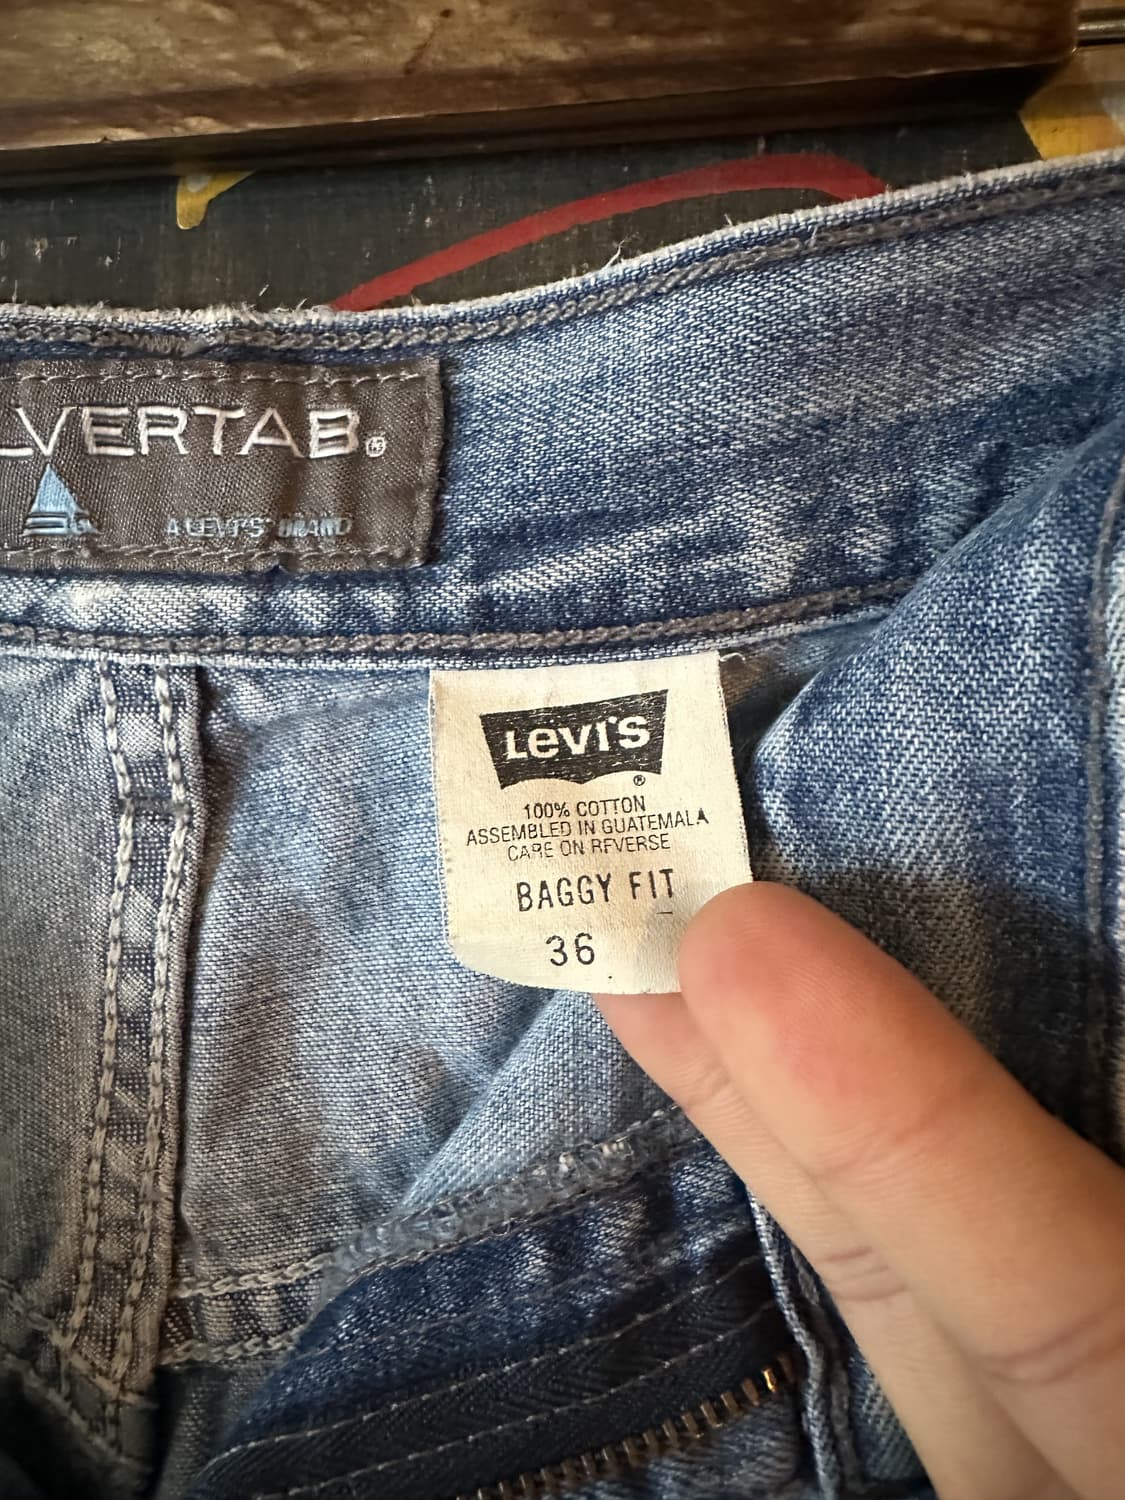 LVERTAB®
A LEVI'S® BRAND
LEVI'S
®
100% COTTON
ASSEMBLED IN GUATEMALA
CARE ON REVERSE
BAGGY FIT
36